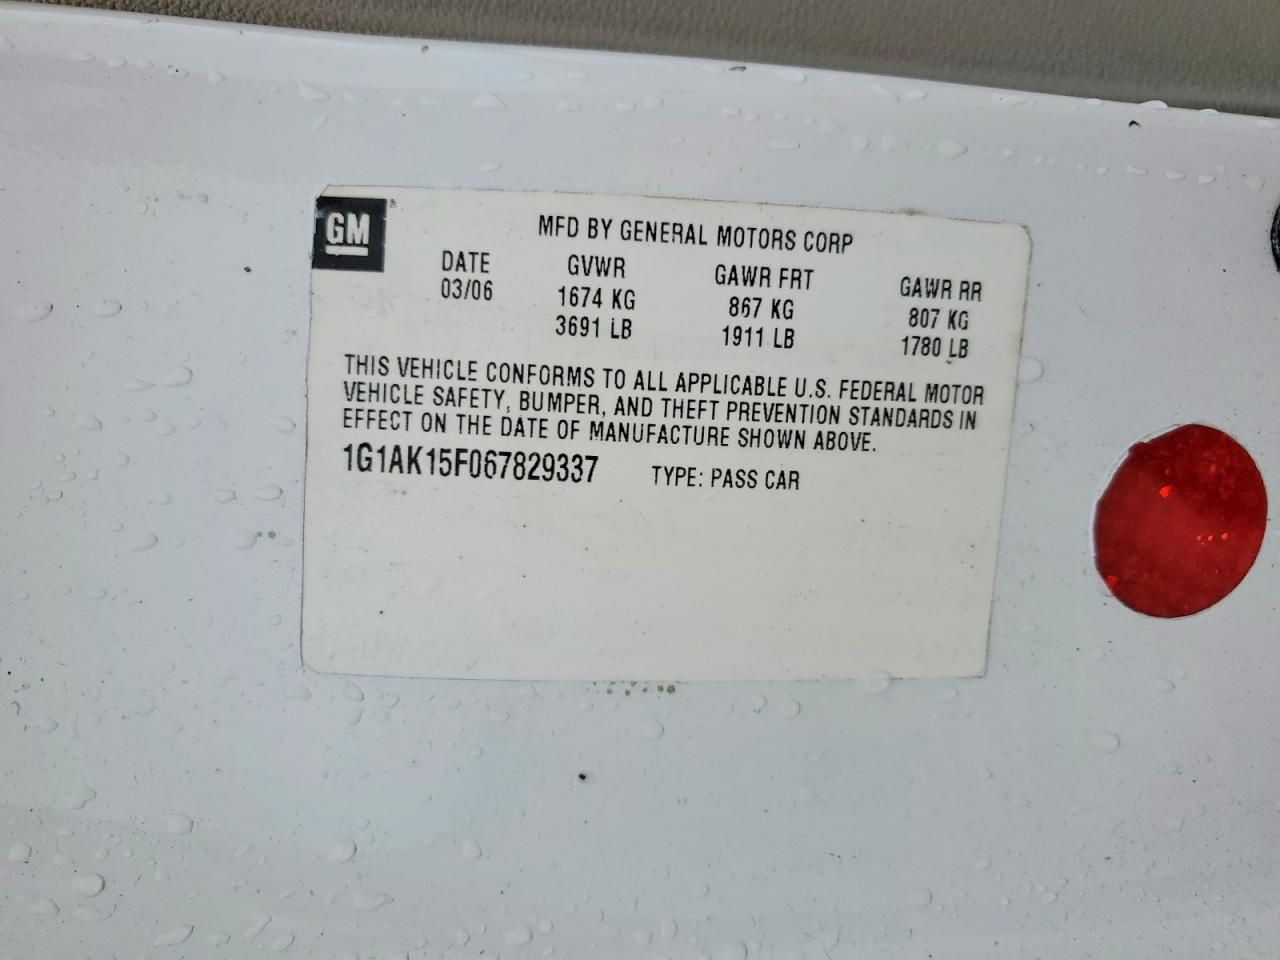 GM
MFD BY GENERAL MOTORS CORP
DATE GVWR GAWR FRT GAWR RR
03/06 1674 KG 867 KG 807 KG
3691 LB 1911 LB 1780 LB
THIS VEHICLE CONFORMS TO ALL APPLICABLE U.S. FEDERAL MOTOR
VEHICLE SAFETY, BUMPER, AND THEFT PREVENTION STANDARDS IN
EFFECT ON THE DATE OF MANUFACTURE SHOWN ABOVE.
1G1AK15F067829337 TYPE: PASS CAR